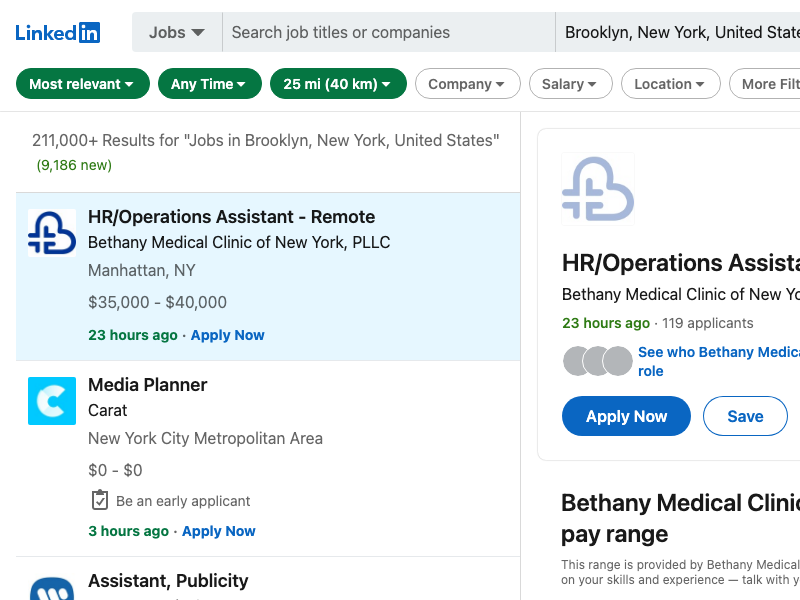 LinkedIn
Jobs
Search job titles or companies
Brooklyn, New York, United State
Most relevant
Any Time
25 mi (40 km)
Company
Salary
Location
More Filt
211,000+ Results for "Jobs in Brooklyn, New York, United States"
(9,186 new)
HR/Operations Assistant - Remote
Bethany Medical Clinic of New York, PLLC
Manhattan, NY
$35,000 - $40,000
23 hours ago · Apply Now
Media Planner
Carat
New York City Metropolitan Area
$0 - $0
Be an early applicant
3 hours ago · Apply Now
Assistant, Publicity
HR/Operations Assista
Bethany Medical Clinic of New Yo
23 hours ago · 119 applicants
See who Bethany Medica
role
Apply Now
Save
Bethany Medical Clinic
pay range
This range is provided by Bethany Medical
on your skills and experience — talk with y